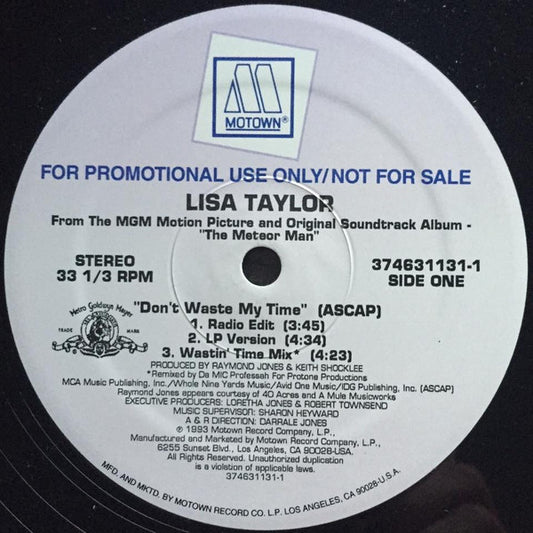 MOTOWN®
FOR PROMOTIONAL USE ONLY/NOT FOR SALE
LISA TAYLOR
From The MGM Motion Picture and Original Soundtrack Album -
"The Meteor Man"
STEREO
33 1/3 RPM
374631131-1
SIDE ONE
Metro Goldwyn Mayer
TRADE MARK
"Don't Waste My Time" (ASCAP)
1. Radio Edit (3:45)
2. LP Version (4:34)
3. Wastin' Time Mix* (4:23)
PRODUCED BY RAYMOND JONES & KEITH SHOCKLEE
*Remixed by Da MIC Professah For Protone Productions
MCA Music Publishing, Inc./Whole Nine Yards Music/Avid One Music/IDG Publishing, Inc. (ASCAP)
Raymond Jones appears courtesy of 40 Acres and A Mule Musicworks
EXECUTIVE PRODUCERS: LORETHA JONES & ROBERT TOWNSEND
MUSIC SUPERVISOR: SHARON HEYWARD
A & R DIRECTION: DARRALE JONES
℗ 1993 Motown Record Company, L.P.,
Manufactured and Marketed by Motown Record Company, L.P.,
6255 Sunset Blvd., Los Angeles, CA 90028-USA.
All Rights Reserved. Unauthorized duplication
is a violation of applicable laws.
374631131-1
MFD. AND MKTD. BY MOTOWN RECORD CO. L.P. LOS ANGELES, CA 90028-U.S.A.